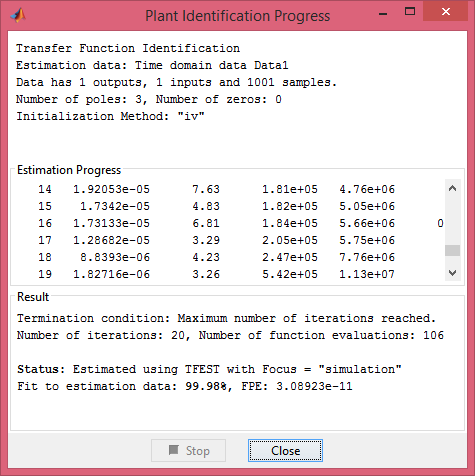 Plant Identification Progress
Transfer Function Identification
Estimation data: Time domain data Data1
Data has 1 outputs, 1 inputs and 1001 samples.
Number of poles: 3, Number of zeros: 0
Initialization Method: "iv"
Estimation Progress
14 1.92053e-05 7.63 1.81e+05 4.76e+06
15 1.7342e-05 4.83 1.82e+05 5.05e+06
16 1.73133e-05 6.81 1.84e+05 5.66e+06 0
17 1.28682e-05 3.29 2.05e+05 5.75e+06
18 8.8393e-06 4.23 2.47e+05 7.76e+06
19 1.82716e-06 3.26 5.42e+05 1.13e+07
Result
Termination condition: Maximum number of iterations reached.
Number of iterations: 20, Number of function evaluations: 106
Status: Estimated using TFEST with Focus = "simulation"
Fit to estimation data: 99.98%, FPE: 3.08923e-11
Stop Close